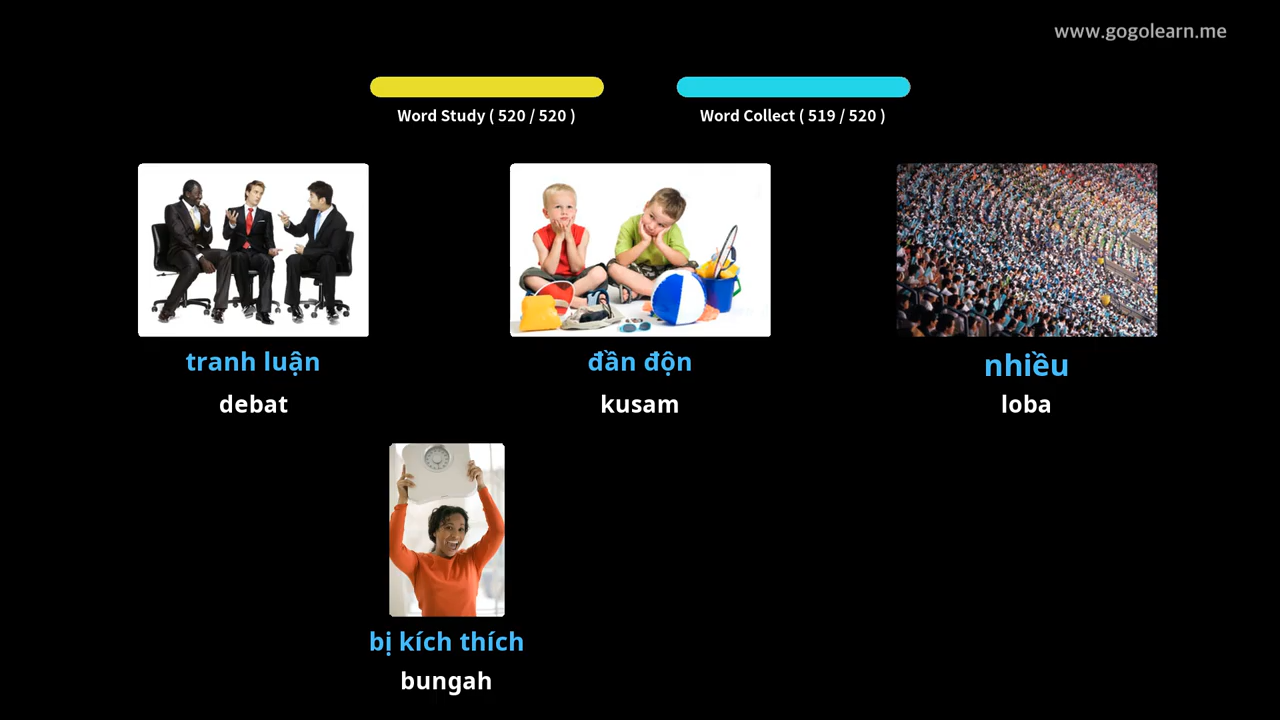 www.gogolearn.me
Word Study ( 520 / 520 )
Word Collect ( 519 / 520 )
tranh luận
debat
đần độn
kusam
nhiều
loba
bị kích thích
bungah